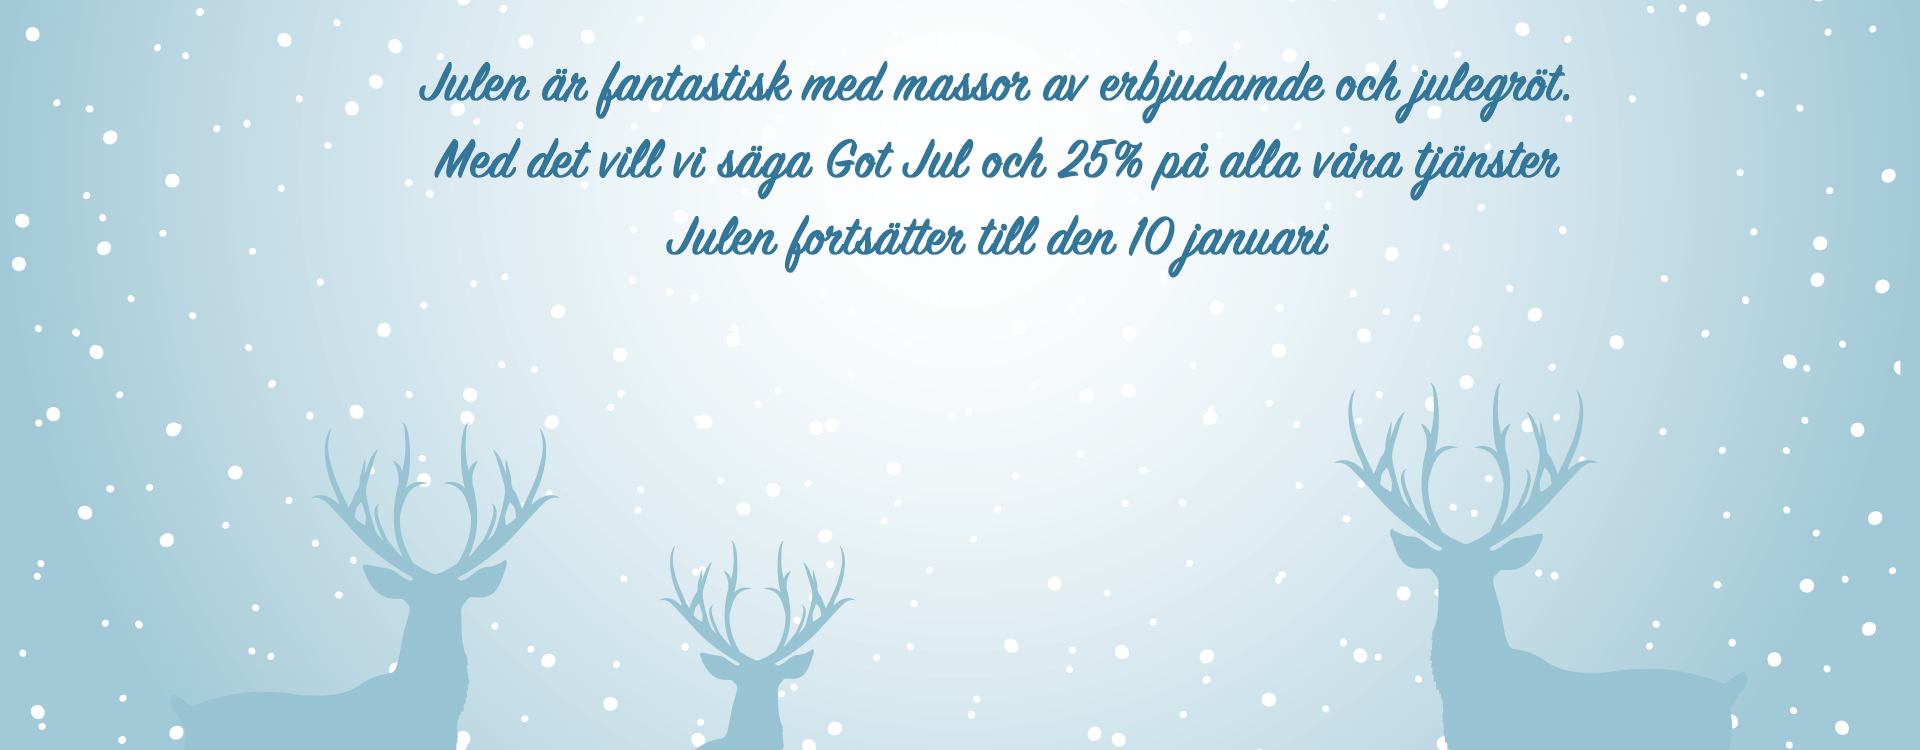 Julen är fantastisk med massor av erbjudamde och julegröt.
Med det vill vi säga Got Jul och 25% på alla våra tjänster
Julen fortsätter till den 10 januari